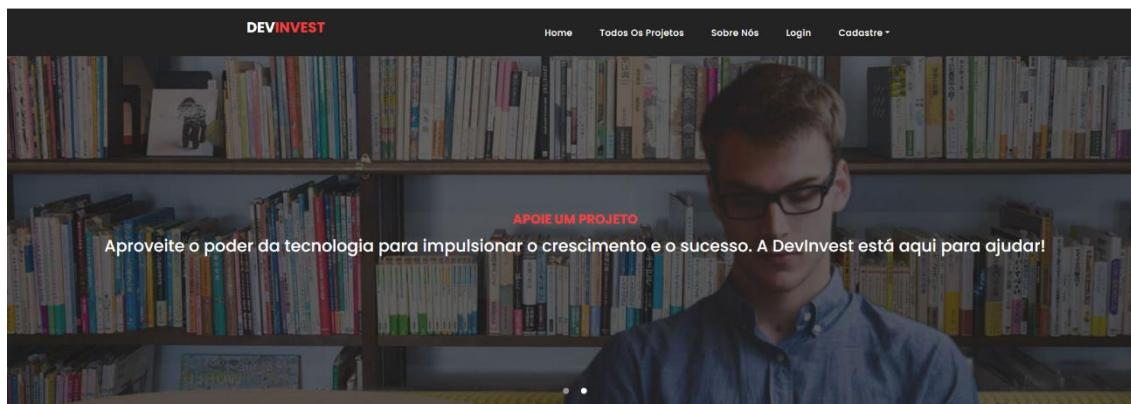 DEVINVEST
Home Todos Os Projetos Sobre Nós Login Cadastre
APOIE UM PROJETO
Aproveite o poder da tecnologia para impulsionar o crescimento e o sucesso. A DevInvest está aqui para ajudar!